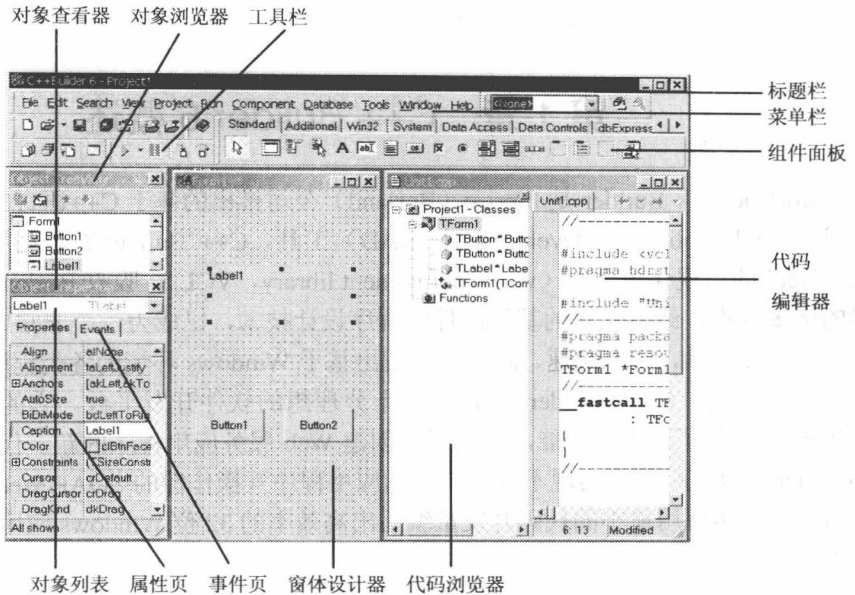 对象查看器 对象浏览器 工具栏
C++Builder 6 - Project1
标题栏
File Edit Search View Project Run Component Database Tools Window Help <None>
菜单栏
Standard Additional Win32 System Data Access Data Controls dbExpress
组件面板
Form1
Button1
Button2
Label1
Label1 TLabel
Properties Events
Align alNone
Alignment taLeftJustify
Anchors [akLeft,akTo
AutoSize true
BiDiMode bdLeftToRig
Caption Label1
Color clBtnFace
Constraints (TSizeConstr
Cursor crDefault
DragCursor crDrag
DragKind dkDrag
All shown
Label1
Button1 Button2
Project1 - Classes
TForm1
TButton * Butto
TButton * Butto
TLabel * Labe
TForm1(TCom
Functions
Unit1.cpp
//
#include <vcl
#pragma hdrst
#include "Uni
//
#pragma packa
#pragma resou
TForm1 *Form1
//
__fastcall TF
: TFo
{
}
//
6: 13 Modified
代码
编辑器
对象列表 属性页 事件页 窗体设计器 代码浏览器